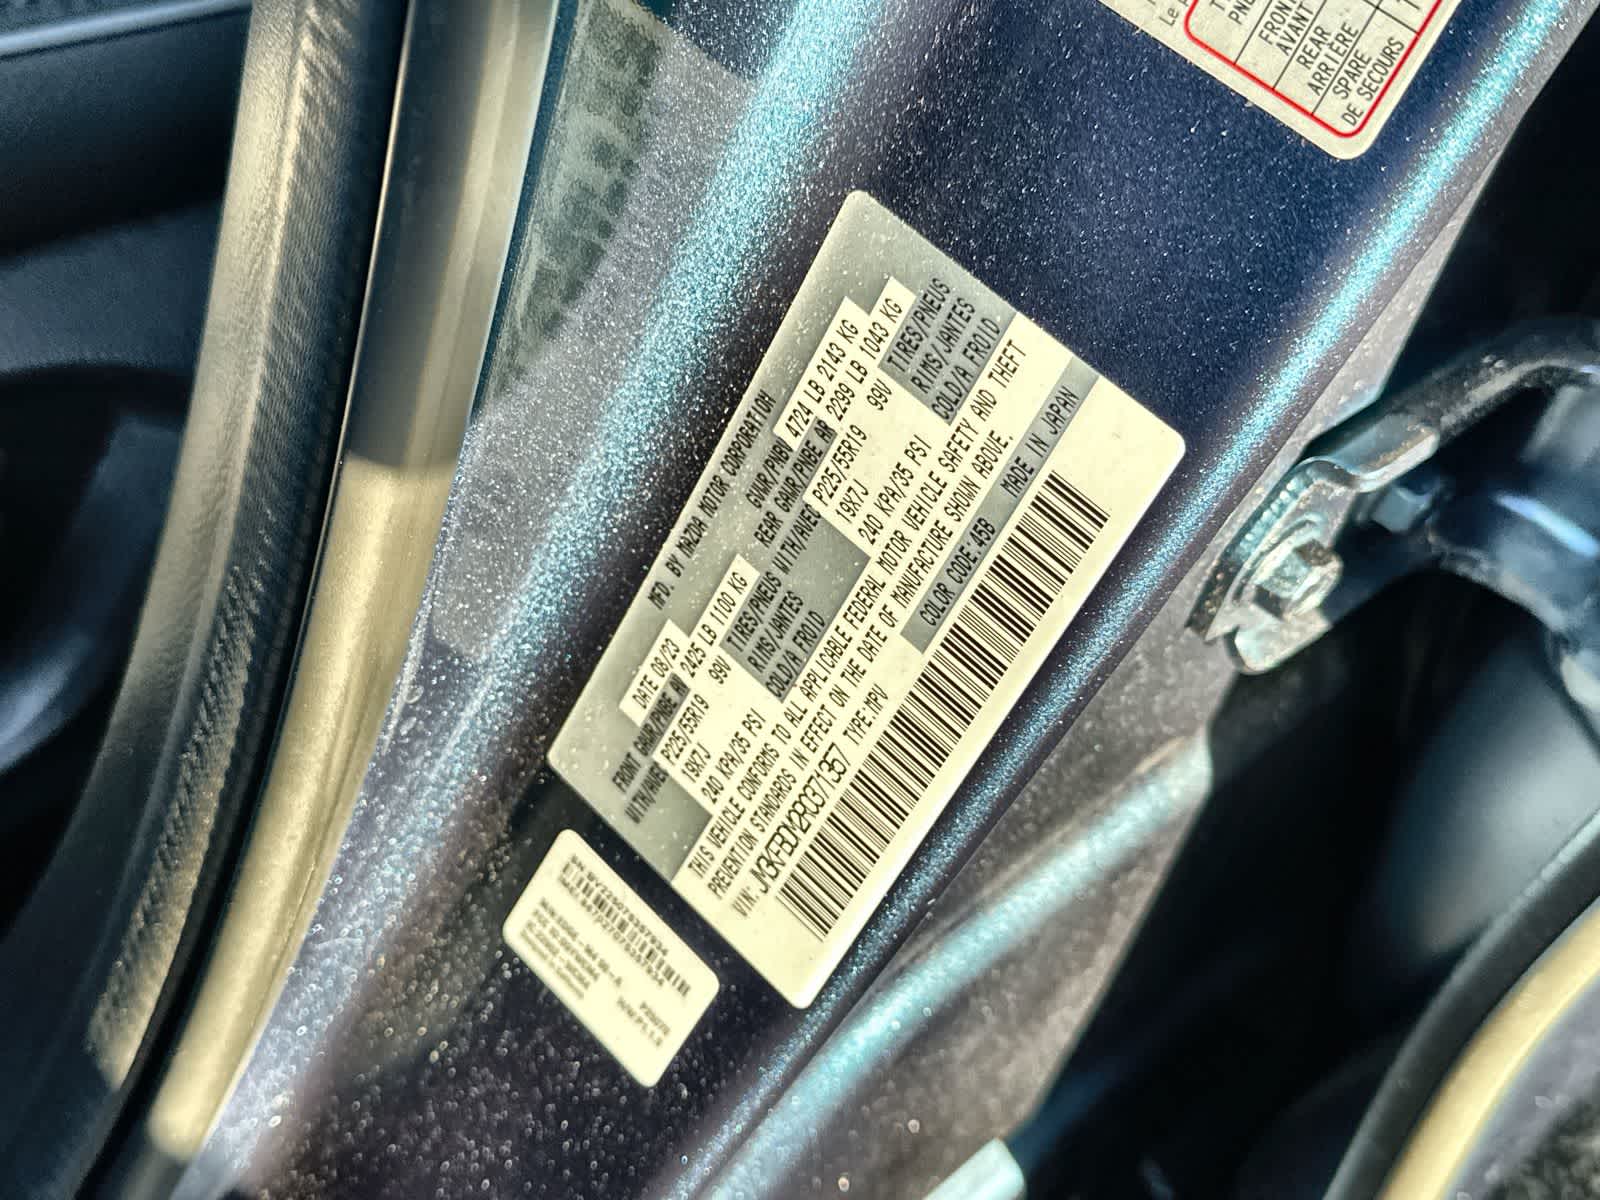 MFD. BY MAZDA MOTOR CORPORATION
DATE 08/23 GVWR/PNBV 4724 LB 2143 KG
FRONT GAWR/PNBE AV 2425 LB 1100 KG REAR GAWR/PNBE AR 2299 LB 1043 KG
WITH/AVEC P225/55R19 99V TIRES/PNEUS WITH/AVEC P225/55R19 99V TIRES/PNEUS
19X7J RIMS/JANTES 19X7J RIMS/JANTES
240 KPA/35 PSI COLD/A FROID 240 KPA/35 PSI COLD/A FROID
THIS VEHICLE CONFORMS TO ALL APPLICABLE FEDERAL MOTOR VEHICLE SAFETY AND THEFT
PREVENTION STANDARDS IN EFFECT ON THE DATE OF MANUFACTURE SHOWN ABOVE.
VIN: JM3KFBDM2R0371357 TYPE:MPV COLOR CODE:45B MADE IN JAPAN
FRONT
AVANT
REAR
ARRIÈRE
SPARE
DE SECOURS